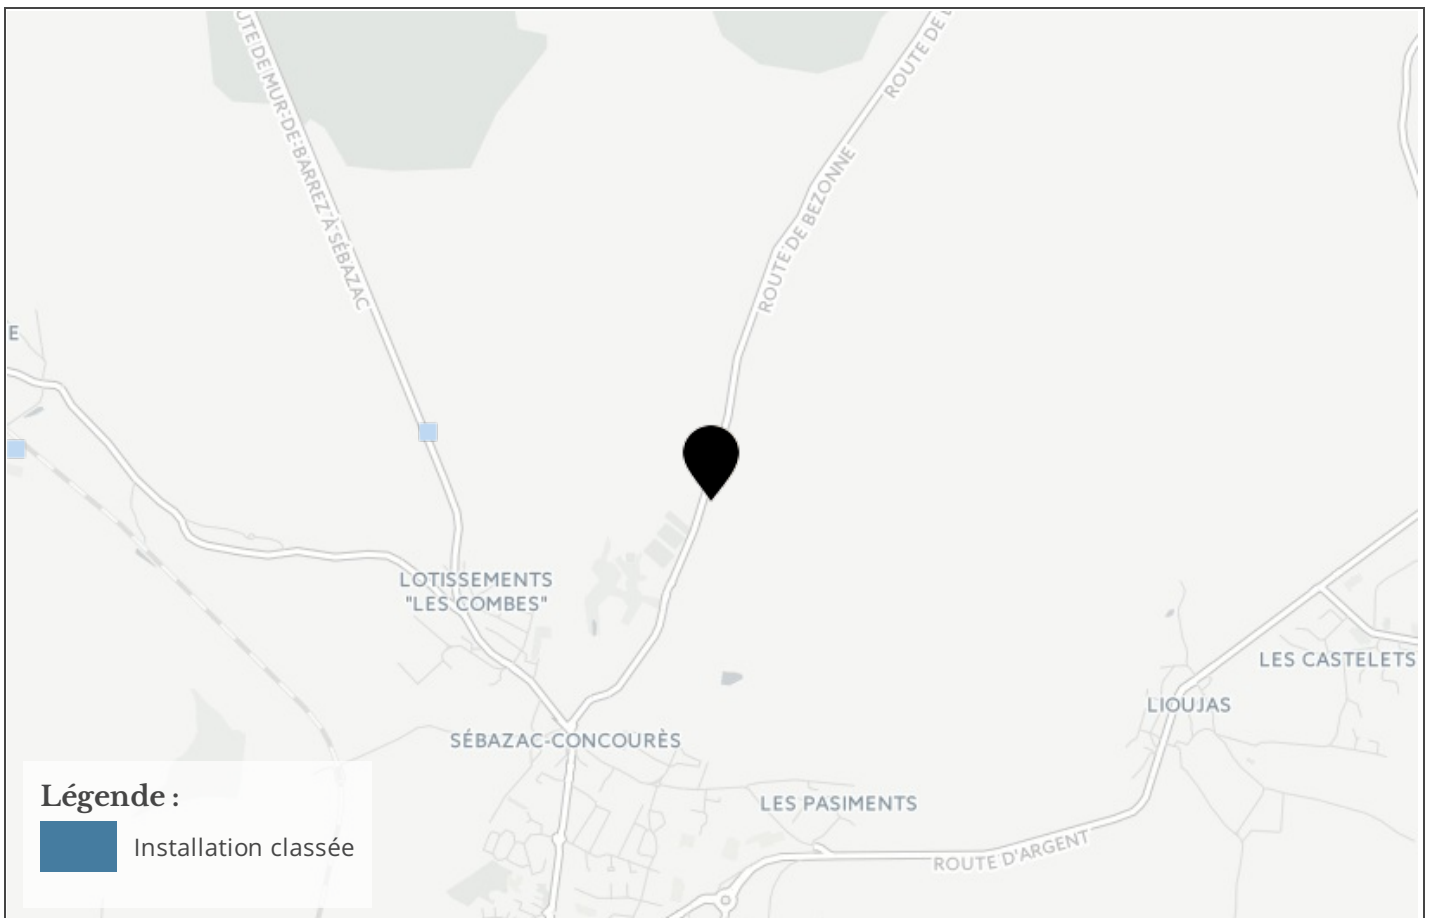 ROUTE DE
UTE DE MUR-DE-BARREZ À SÉBAZAC
ROUTE DE BEZONNE
E
LOTISSEMENTS
"LES COMBES"
LES CASTELETS
LIOUJAS
SÉBAZAC-CONCOURÈS
Légende :
Installation classée
LES PASIMENTS
ROUTE D'ARGENT